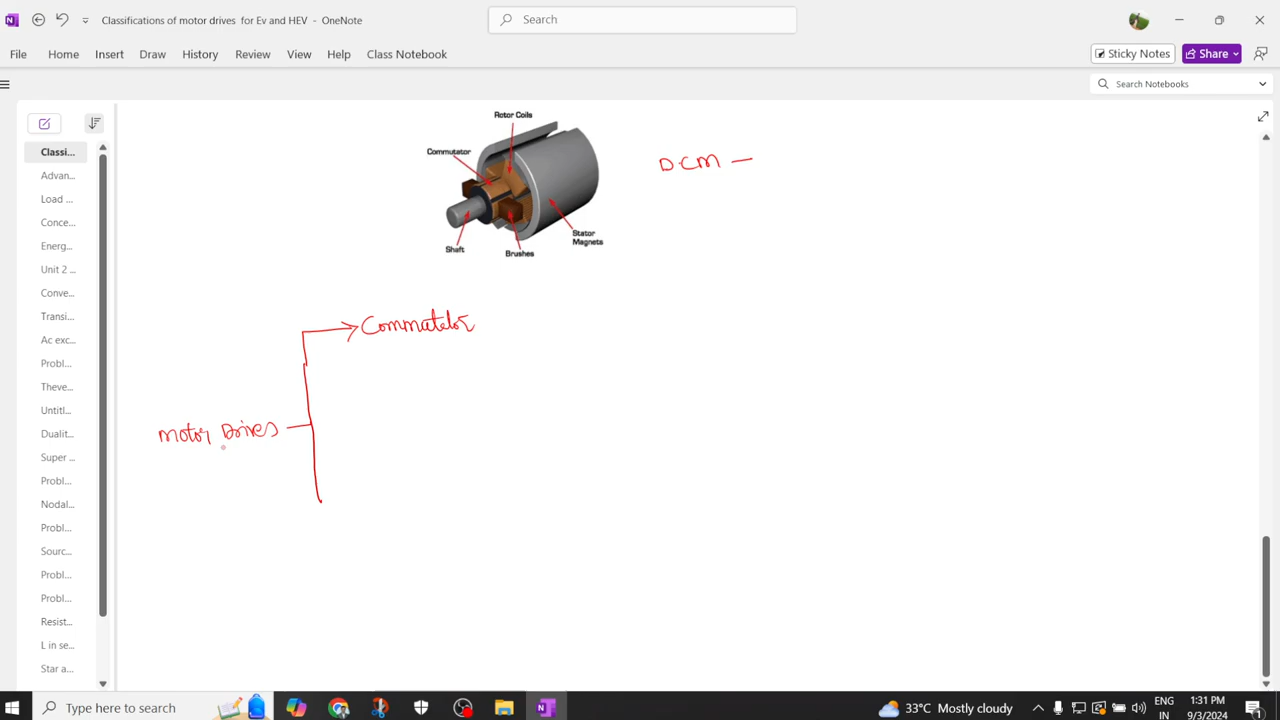 Classifications of motor drives for Ev and HEV - OneNote
Search
File Home Insert Draw History Review View Help Class Notebook
Sticky Notes
Share
Search Notebooks
Classi...
Advan...
Load ...
Conce...
Energ...
Unit 2 ...
Conve...
Transi...
Ac exc...
Probl...
Theve...
Untitl...
Dualit...
Super ...
Probl...
Nodal...
Probl...
Sourc...
Probl...
Probl...
Resist...
L in se...
Star a...
Rotor Coils
Commutator
Shaft
Brushes
Stator
Magnets
DCM —
Commutator
Motor Drives
Type here to search
33°C Mostly cloudy
ENG
IN
1:31 PM
9/3/2024